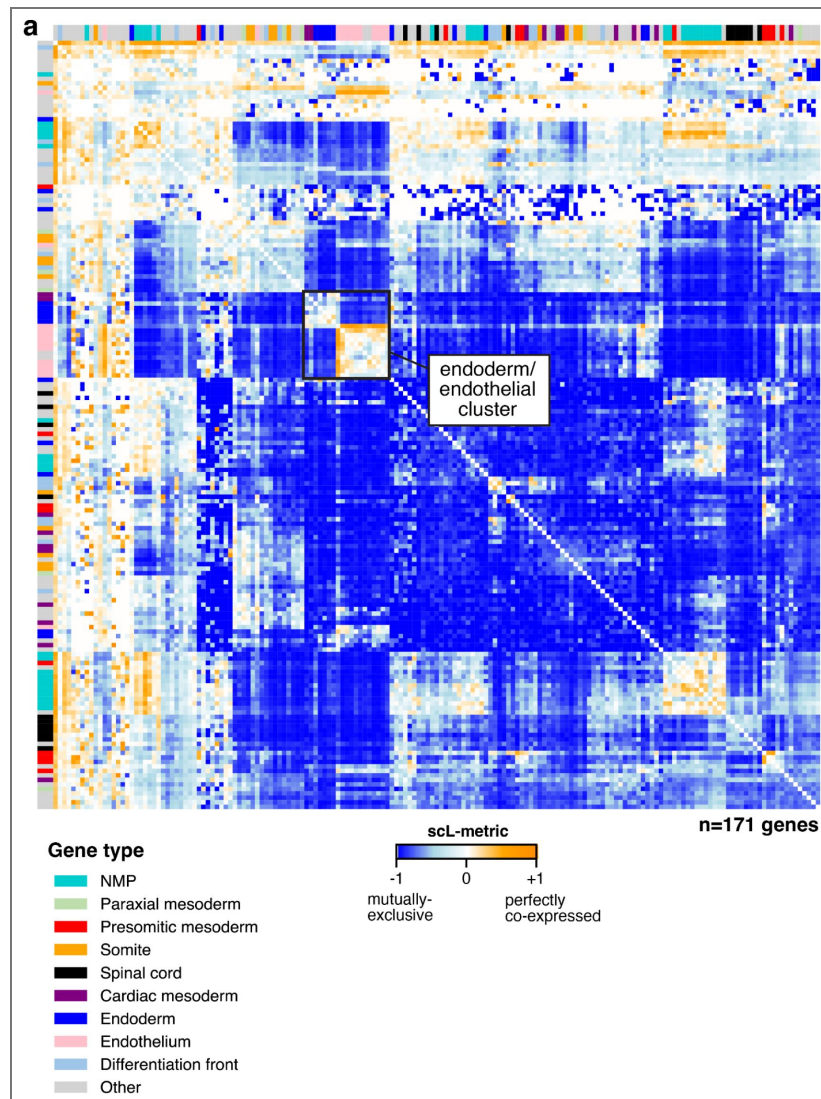 a
endoderm/
endothelial
cluster
n=171 genes
Gene type
NMP
Paraxial mesoderm
Presomitic mesoderm
Somite
Spinal cord
Cardiac mesoderm
Endoderm
Endothelium
Differentiation front
Other
scL-metric
-1 0 +1
mutually-
exclusive
perfectly
co-expressed